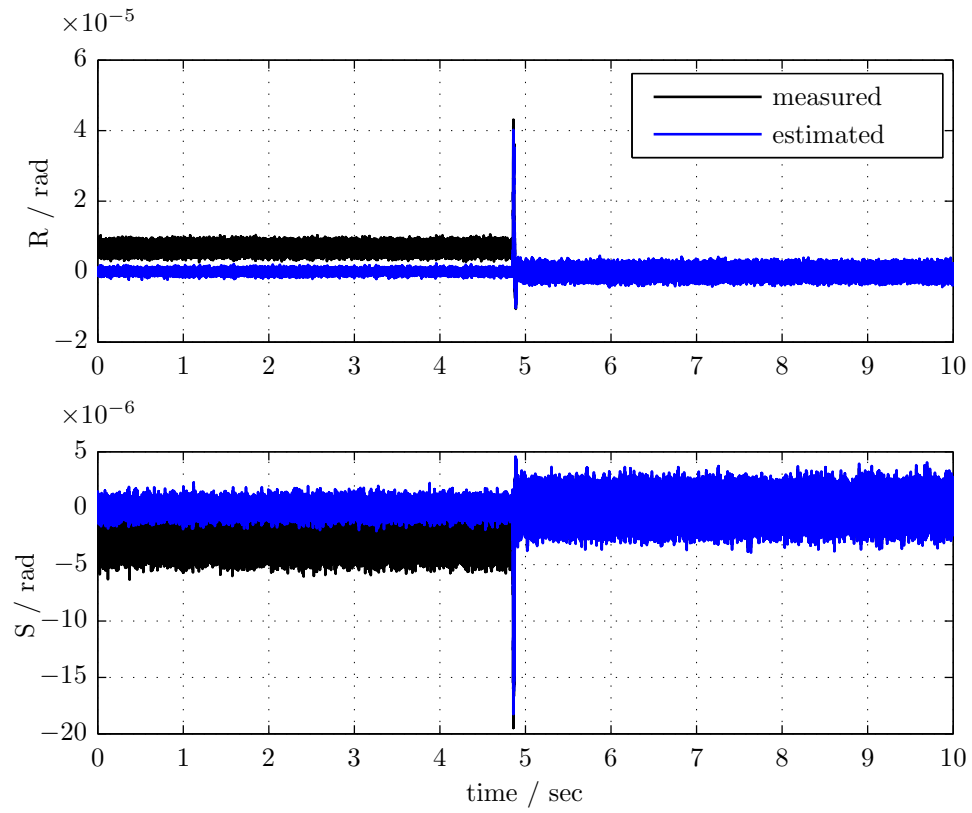 ×10⁻⁵
6
4
2
0
−2
R / rad
measured
estimated
0 1 2 3 4 5 6 7 8 9 10
×10⁻⁶
5
0
−5
−10
−15
−20
S / rad
0 1 2 3 4 5 6 7 8 9 10
time / sec